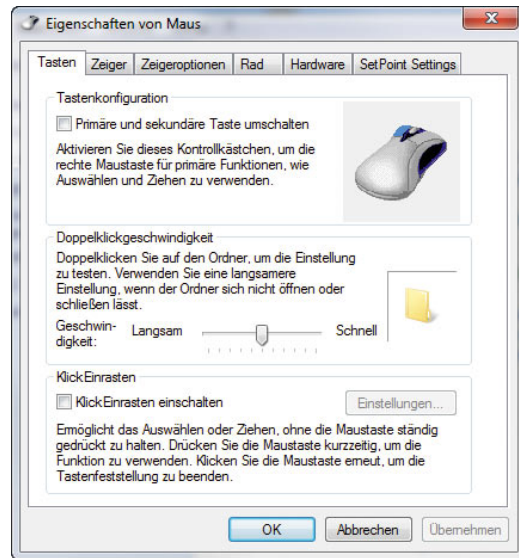 Eigenschaften von Maus
Tasten Zeiger Zeigeroptionen Rad Hardware SetPoint Settings
Tastenkonfiguration
Primäre und sekundäre Taste umschalten
Aktivieren Sie dieses Kontrollkästchen, um die
rechte Maustaste für primäre Funktionen, wie
Auswählen und Ziehen zu verwenden.
Doppelklickgeschwindigkeit
Doppelklicken Sie auf den Ordner, um die Einstellung
zu testen. Verwenden Sie eine langsamere
Einstellung, wenn der Ordner sich nicht öffnen oder
schließen lässt.
Geschwin-
digkeit: Langsam Schnell
KlickEinrasten
KlickEinrasten einschalten Einstellungen...
Ermöglicht das Auswählen oder Ziehen, ohne die Maustaste ständig
gedrückt zu halten. Drücken Sie die Maustaste kurzzeitig, um die
Funktion zu verwenden. Klicken Sie die Maustaste erneut, um die
Tastenfeststellung zu beenden.
OK Abbrechen Übernehmen